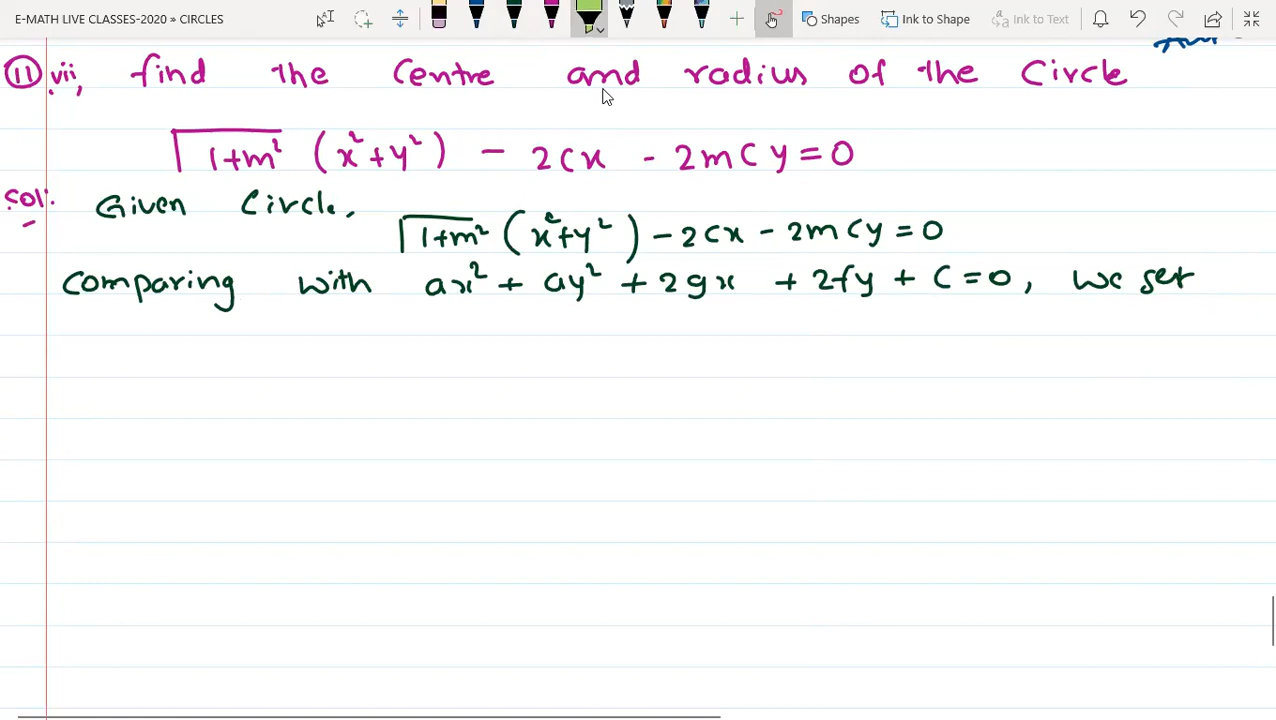 E-MATH LIVE CLASSES-2020 » CIRCLES Shapes Ink to Shape Ink to Text
11 vii, find the Centre and radius of the Circle
√1+m² (x²+y²) - 2cx - 2mcy=0
Sol:
Given Circle,
√1+m² (x²+y²) - 2cx - 2mcy = 0
Comparing with ax² + ay² + 2gx + 2fy + c = 0, we get